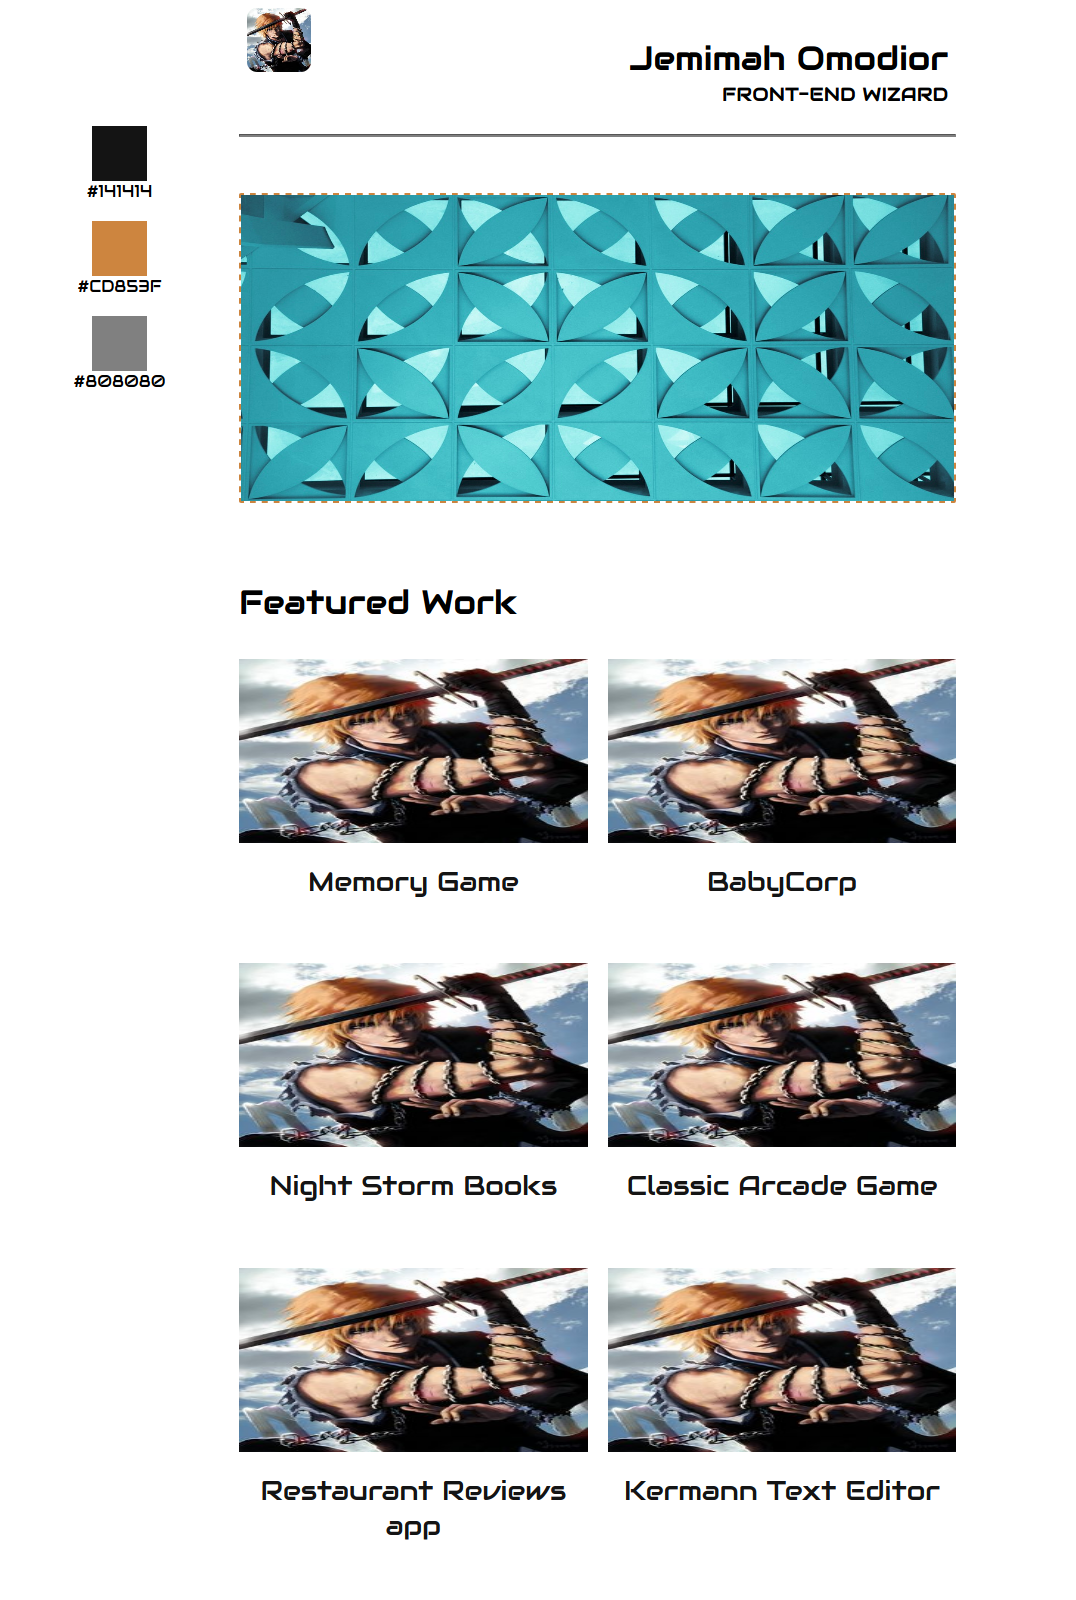 Jemimah Omodior
FRONT-END WIZARD
#141414
#CD853F
#808080
Featured Work
Memory Game
BabyCorp
Night Storm Books
Classic Arcade Game
Restaurant Reviews
app
Kermann Text Editor